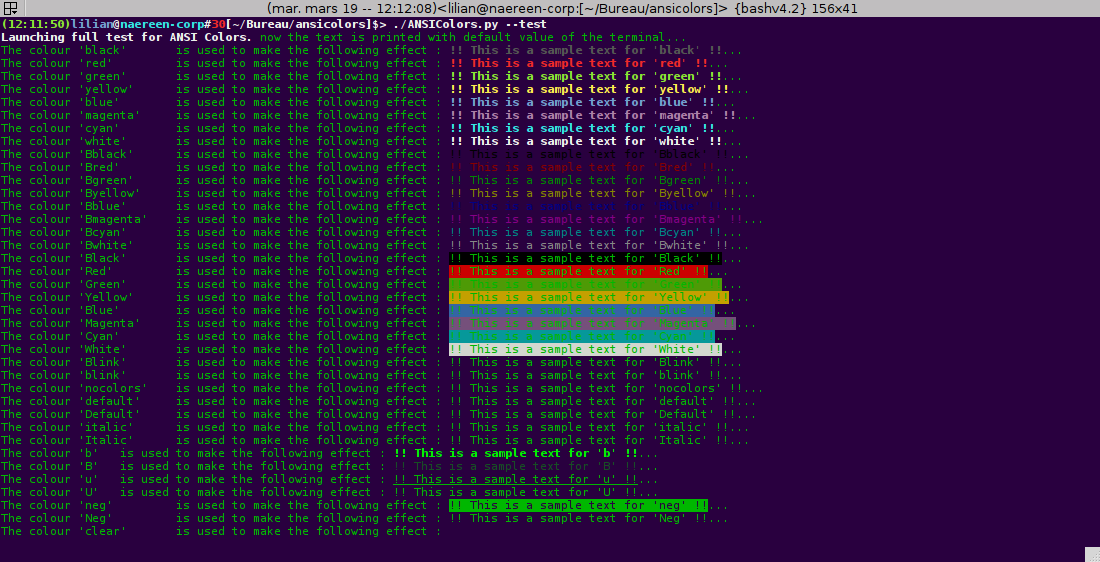 (mar. mars 19 -- 12:12:08)<lilian@naereen-corp:[~/Bureau/ansicolors]> {bashv4.2} 156x41
(12:11:50)lilian@naereen-corp#30[~/Bureau/ansicolors]$> ./ANSIColors.py --test
Launching full test for ANSI Colors. now the text is printed with default value of the terminal...
The colour 'black' is used to make the following effect : !! This is a sample text for 'black' !!...
The colour 'red' is used to make the following effect : !! This is a sample text for 'red' !!...
The colour 'green' is used to make the following effect : !! This is a sample text for 'green' !!...
The colour 'yellow' is used to make the following effect : !! This is a sample text for 'yellow' !!...
The colour 'blue' is used to make the following effect : !! This is a sample text for 'blue' !!...
The colour 'magenta' is used to make the following effect : !! This is a sample text for 'magenta' !!...
The colour 'cyan' is used to make the following effect : !! This is a sample text for 'cyan' !!...
The colour 'white' is used to make the following effect : !! This is a sample text for 'white' !!...
The colour 'Bblack' is used to make the following effect : !! This is a sample text for 'Bblack' !!...
The colour 'Bred' is used to make the following effect : !! This is a sample text for 'Bred' !!...
The colour 'Bgreen' is used to make the following effect : !! This is a sample text for 'Bgreen' !!...
The colour 'Byellow' is used to make the following effect : !! This is a sample text for 'Byellow' !!...
The colour 'Bblue' is used to make the following effect : !! This is a sample text for 'Bblue' !!...
The colour 'Bmagenta' is used to make the following effect : !! This is a sample text for 'Bmagenta' !!...
The colour 'Bcyan' is used to make the following effect : !! This is a sample text for 'Bcyan' !!...
The colour 'Bwhite' is used to make the following effect : !! This is a sample text for 'Bwhite' !!...
The colour 'Black' is used to make the following effect : !! This is a sample text for 'Black' !!...
The colour 'Red' is used to make the following effect : !! This is a sample text for 'Red' !!...
The colour 'Green' is used to make the following effect : !! This is a sample text for 'Green' !!...
The colour 'Yellow' is used to make the following effect : !! This is a sample text for 'Yellow' !!...
The colour 'Blue' is used to make the following effect : !! This is a sample text for 'Blue' !!...
The colour 'Magenta' is used to make the following effect : !! This is a sample text for 'Magenta' !!...
The colour 'Cyan' is used to make the following effect : !! This is a sample text for 'Cyan' !!...
The colour 'White' is used to make the following effect : !! This is a sample text for 'White' !!...
The colour 'Blink' is used to make the following effect : !! This is a sample text for 'Blink' !!...
The colour 'blink' is used to make the following effect : !! This is a sample text for 'blink' !!...
The colour 'nocolors' is used to make the following effect : !! This is a sample text for 'nocolors' !!...
The colour 'default' is used to make the following effect : !! This is a sample text for 'default' !!...
The colour 'Default' is used to make the following effect : !! This is a sample text for 'Default' !!...
The colour 'italic' is used to make the following effect : !! This is a sample text for 'italic' !!...
The colour 'Italic' is used to make the following effect : !! This is a sample text for 'Italic' !!...
The colour 'b' is used to make the following effect : !! This is a sample text for 'b' !!...
The colour 'B' is used to make the following effect : !! This is a sample text for 'B' !!...
The colour 'u' is used to make the following effect : !! This is a sample text for 'u' !!...
The colour 'U' is used to make the following effect : !! This is a sample text for 'U' !!...
The colour 'neg' is used to make the following effect : !! This is a sample text for 'neg' !!...
The colour 'Neg' is used to make the following effect : !! This is a sample text for 'Neg' !!...
The colour 'clear' is used to make the following effect :